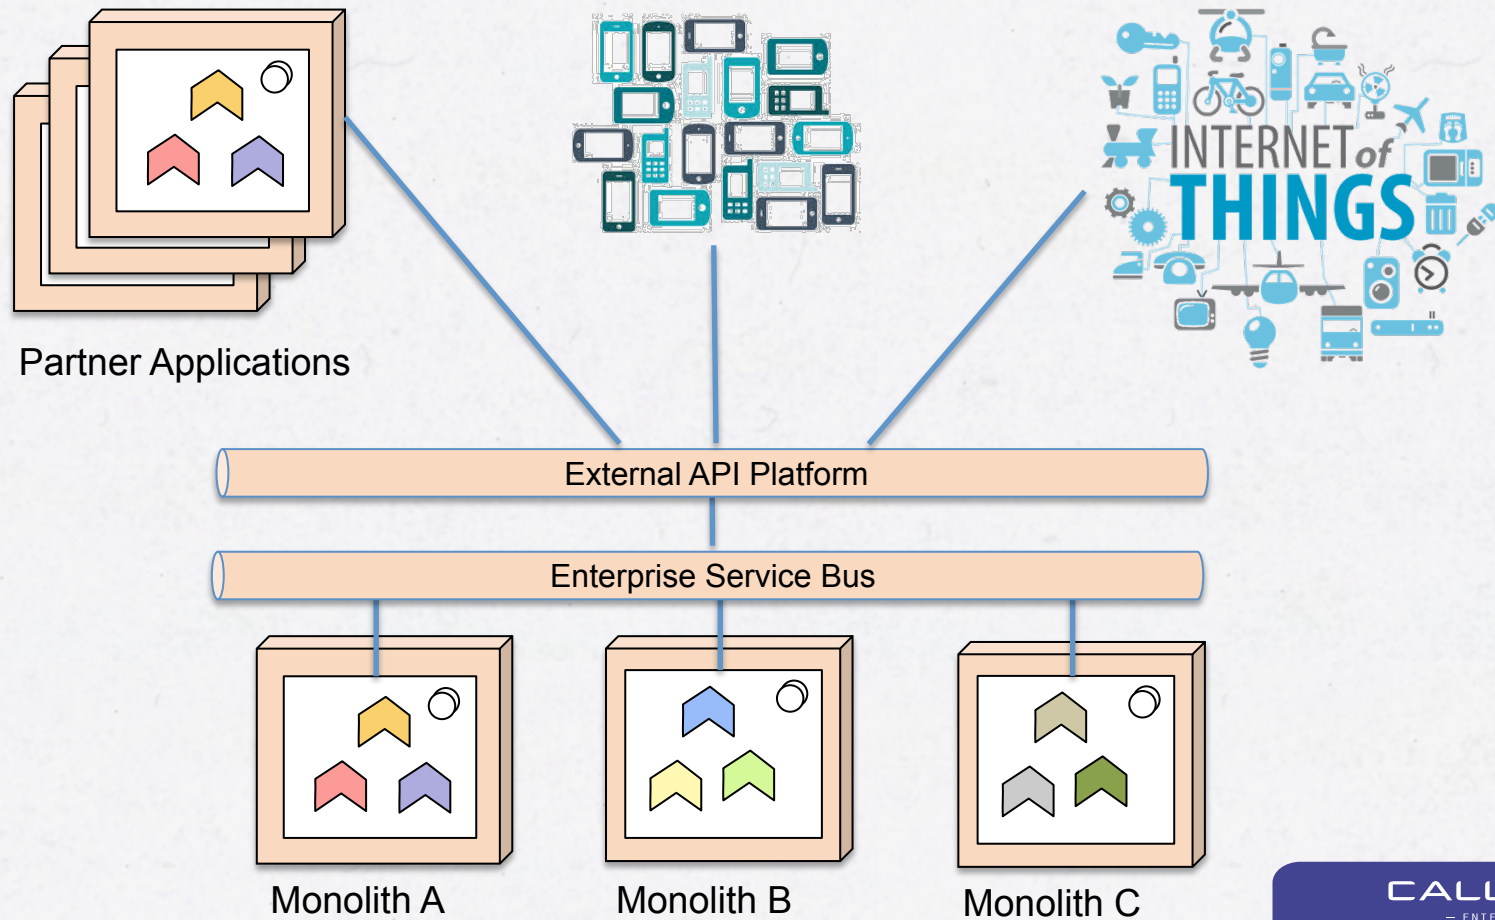 INTERNET of
THINGS
Partner Applications
External API Platform
Enterprise Service Bus
Monolith A
Monolith B
Monolith C